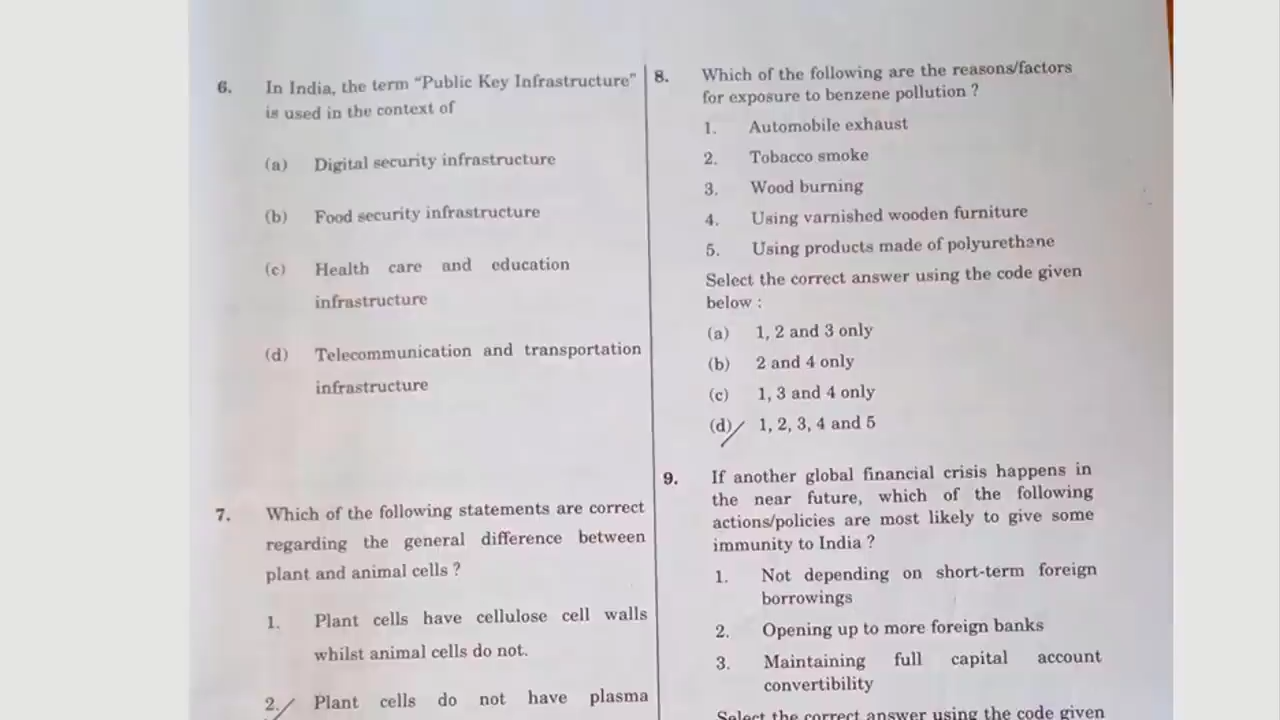 6. In India, the term “Public Key Infrastructure”
is used in the context of
(a) Digital security infrastructure
(b) Food security infrastructure
(c) Health care and education
infrastructure
(d) Telecommunication and transportation
infrastructure
7. Which of the following statements are correct
regarding the general difference between
plant and animal cells ?
1. Plant cells have cellulose cell walls
whilst animal cells do not.
2. Plant cells do not have plasma
8. Which of the following are the reasons/factors
for exposure to benzene pollution ?
1. Automobile exhaust
2. Tobacco smoke
3. Wood burning
4. Using varnished wooden furniture
5. Using products made of polyurethane
Select the correct answer using the code given
below :
(a) 1, 2 and 3 only
(b) 2 and 4 only
(c) 1, 3 and 4 only
(d) 1, 2, 3, 4 and 5
9. If another global financial crisis happens in
the near future, which of the following
actions/policies are most likely to give some
immunity to India ?
1. Not depending on short-term foreign
borrowings
2. Opening up to more foreign banks
3. Maintaining full capital account
convertibility
Select the correct answer using the code given